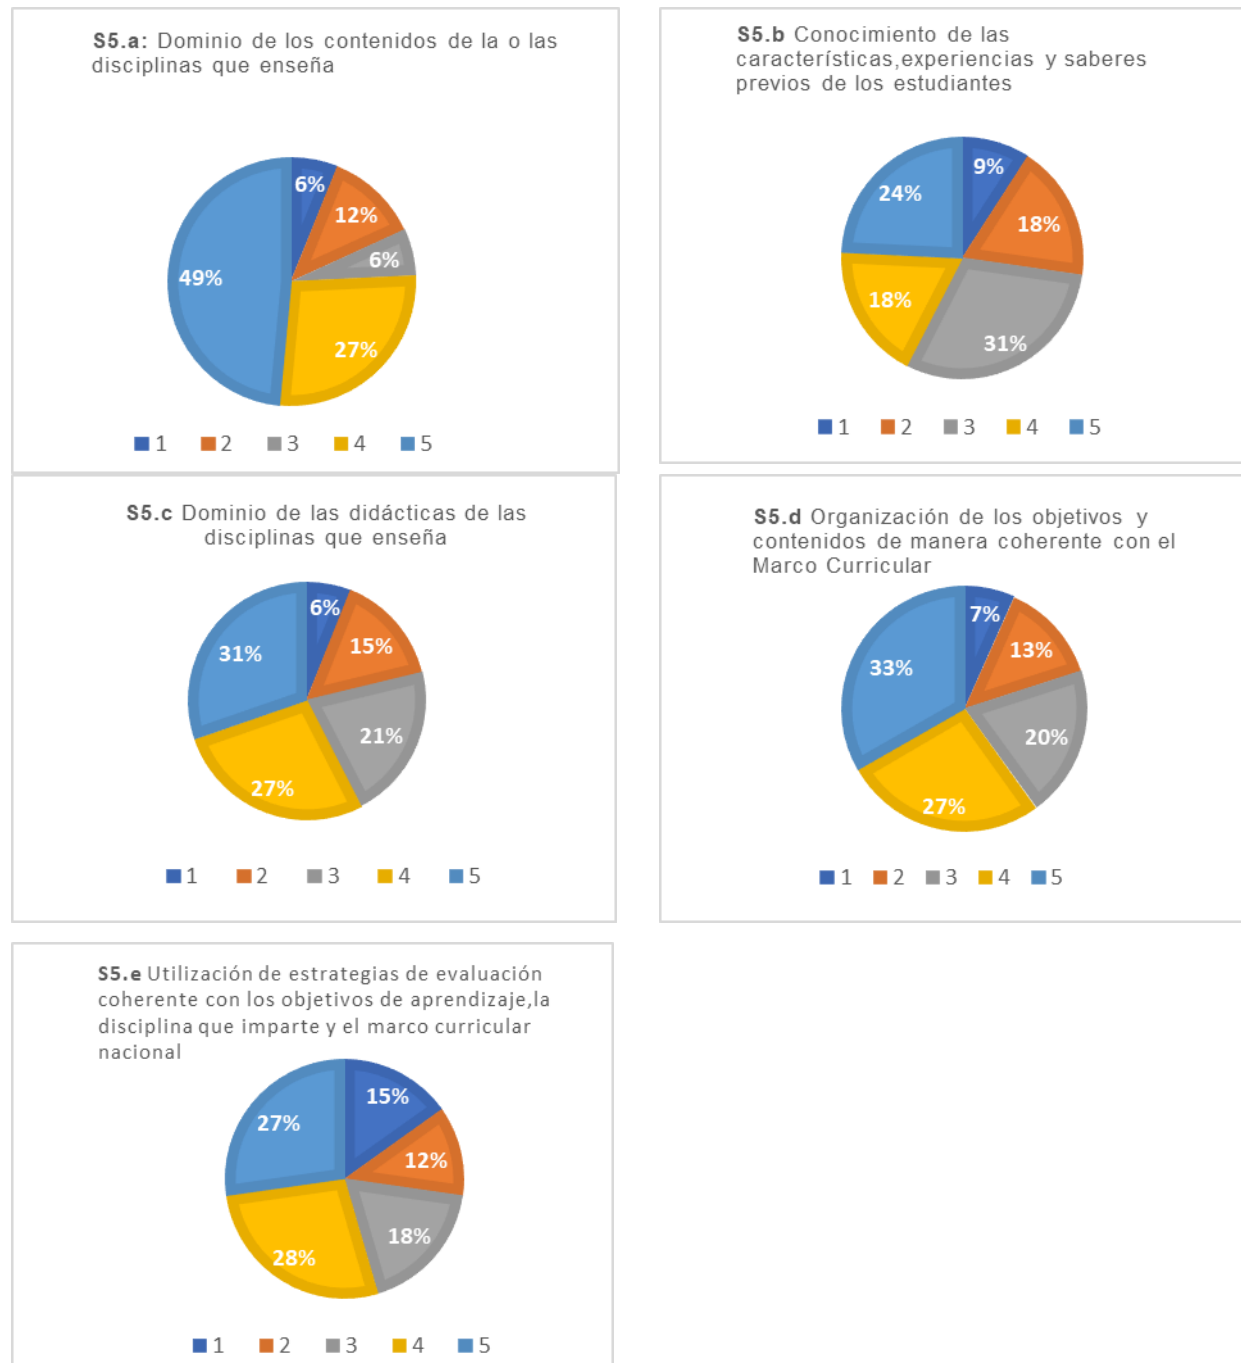 S5.a: Dominio de los contenidos de la o las
disciplinas que enseña
6%
12%
6%
27%
49%
1 2 3 4 5
S5.b Conocimiento de las
características,experiencias y saberes
previos de los estudiantes
9%
18%
31%
18%
24%
1 2 3 4 5
S5.c Dominio de las didácticas de las
disciplinas que enseña
6%
15%
21%
27%
31%
1 2 3 4 5
S5.d Organización de los objetivos y
contenidos de manera coherente con el
Marco Curricular
7%
13%
20%
27%
33%
1 2 3 4 5
S5.e Utilización de estrategias de evaluación
coherente con los objetivos de aprendizaje,la
disciplina que imparte y el marco curricular
nacional
15%
12%
18%
28%
27%
1 2 3 4 5